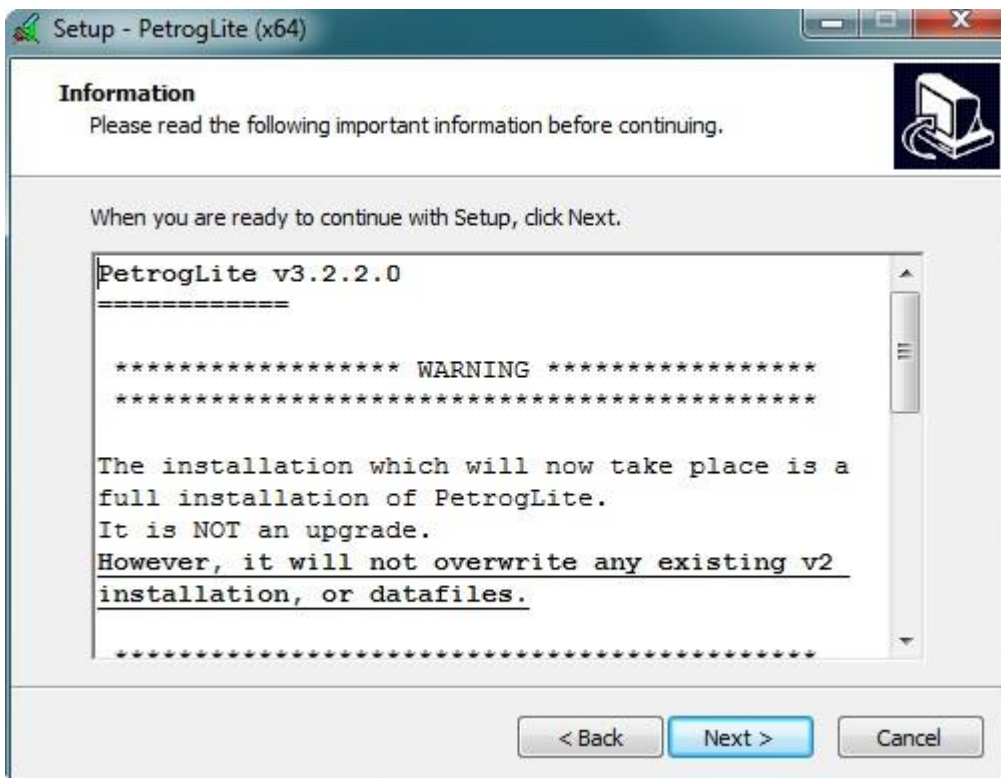 Setup - PetrogLite (x64)
Information
Please read the following important information before continuing.
When you are ready to continue with Setup, click Next.
PetrogLite v3.2.2.0
============
****************** WARNING *****************
********************************************
The installation which will now take place is a
full installation of PetrogLite.
It is NOT an upgrade.
However, it will not overwrite any existing v2
installation, or datafiles.
********************************************
< Back
Next >
Cancel